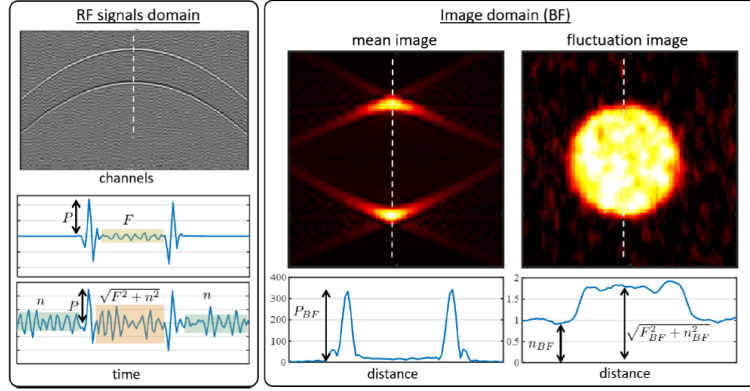 RF signals domain
channels
P
F
n
P
√F² + n²
n
time
Image domain (BF)
mean image
fluctuation image
400
300
200
100
0
P_BF
distance
2
1.5
1
0.5
0
n_BF
√F²_BF + n²_BF
distance